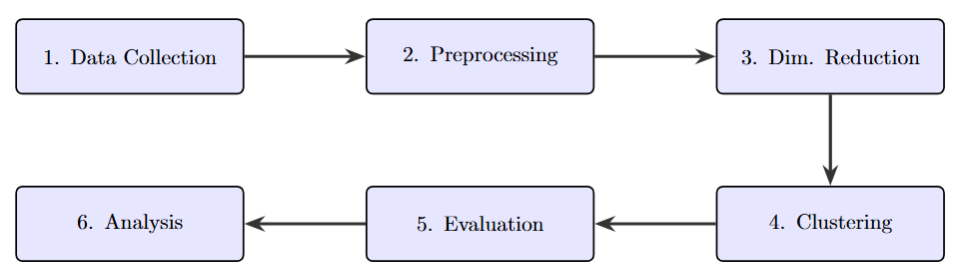 1. Data Collection
2. Preprocessing
3. Dim. Reduction
4. Clustering
5. Evaluation
6. Analysis